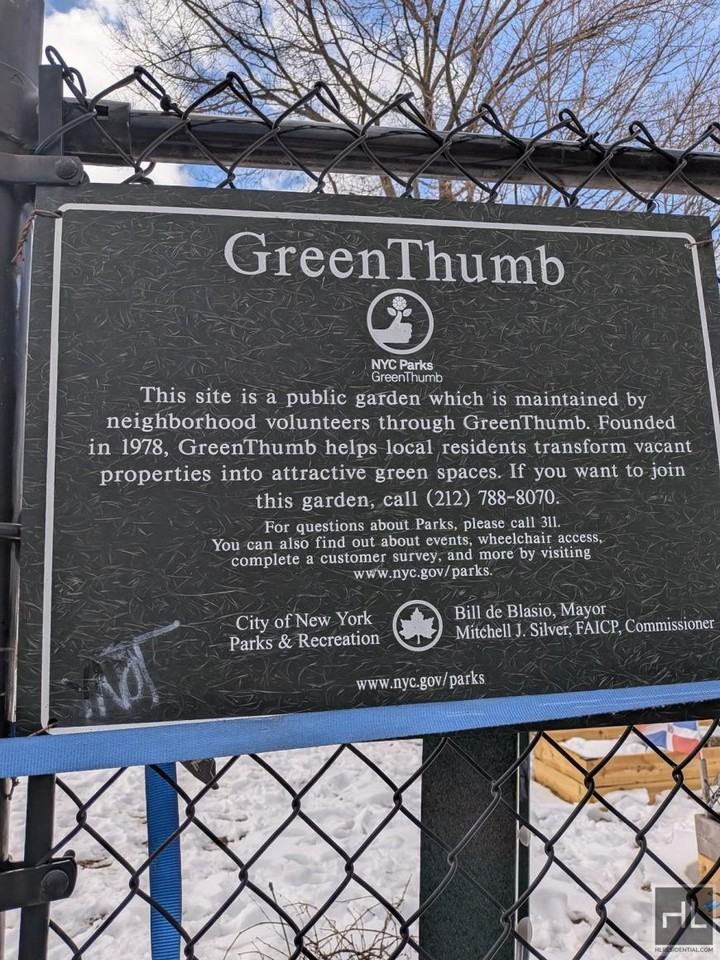 GreenThumb
NYC Parks
GreenThumb
This site is a public garden which is maintained by
neighborhood volunteers through GreenThumb. Founded
in 1978, GreenThumb helps local residents transform vacant
properties into attractive green spaces. If you want to join
this garden, call (212) 788-8070.
For questions about Parks, please call 311.
You can also find out about events, wheelchair access,
complete a customer survey, and more by visiting
www.nyc.gov/parks.
City of New York
Parks & Recreation
Bill de Blasio, Mayor
Mitchell J. Silver, FAICP, Commissioner
www.nyc.gov/parks
HL
HLRESIDENTIAL.COM